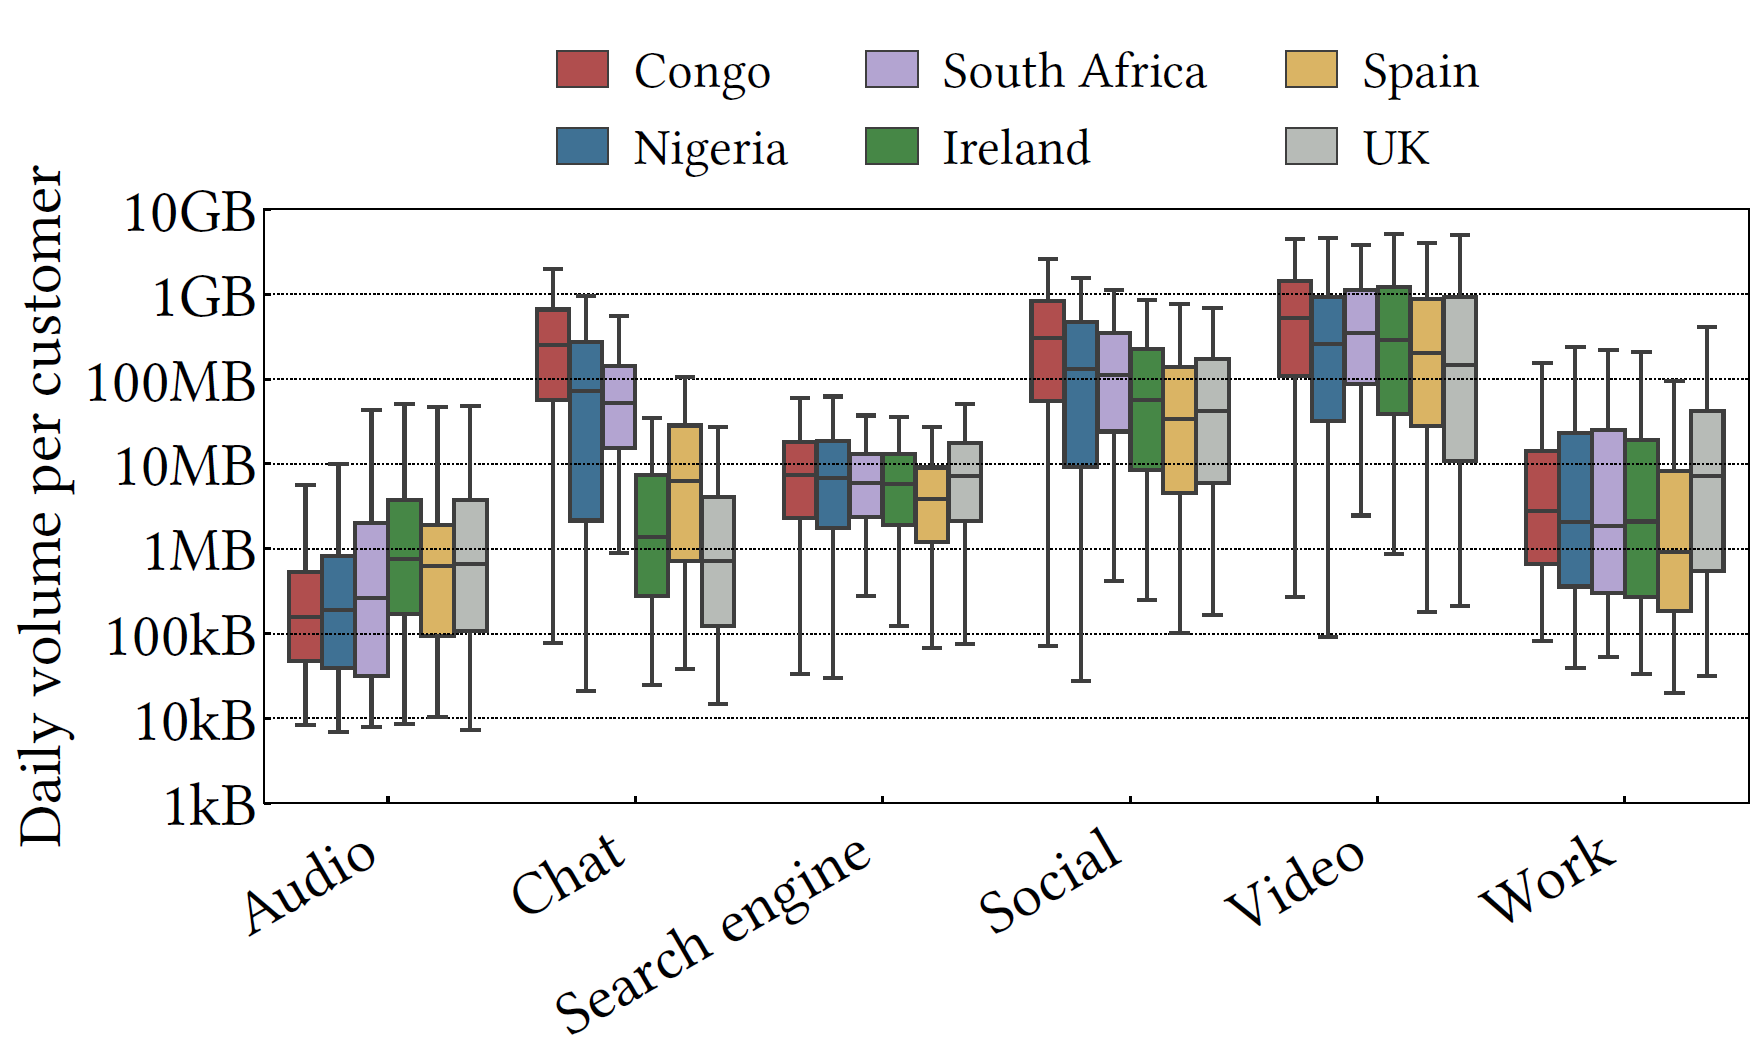 Congo
South Africa
Spain
Nigeria
Ireland
UK
Daily volume per customer
10GB
1GB
100MB
10MB
1MB
100kB
10kB
1kB
Audio
Chat
Search engine
Social
Video
Work